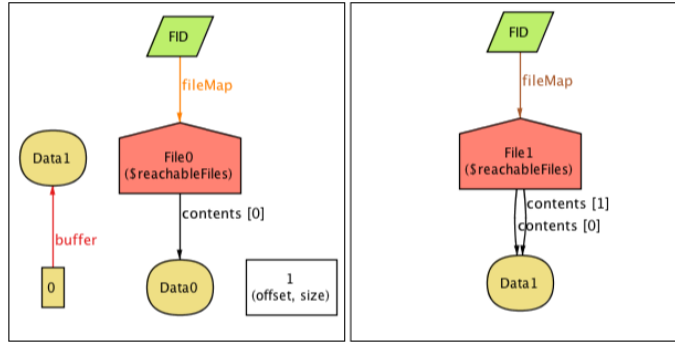 FID
fileMap
Data1
File0
($reachableFiles)
contents [0]
buffer
0
Data0
1
(offset, size)
FID
fileMap
File1
($reachableFiles)
contents [1]
contents [0]
Data1